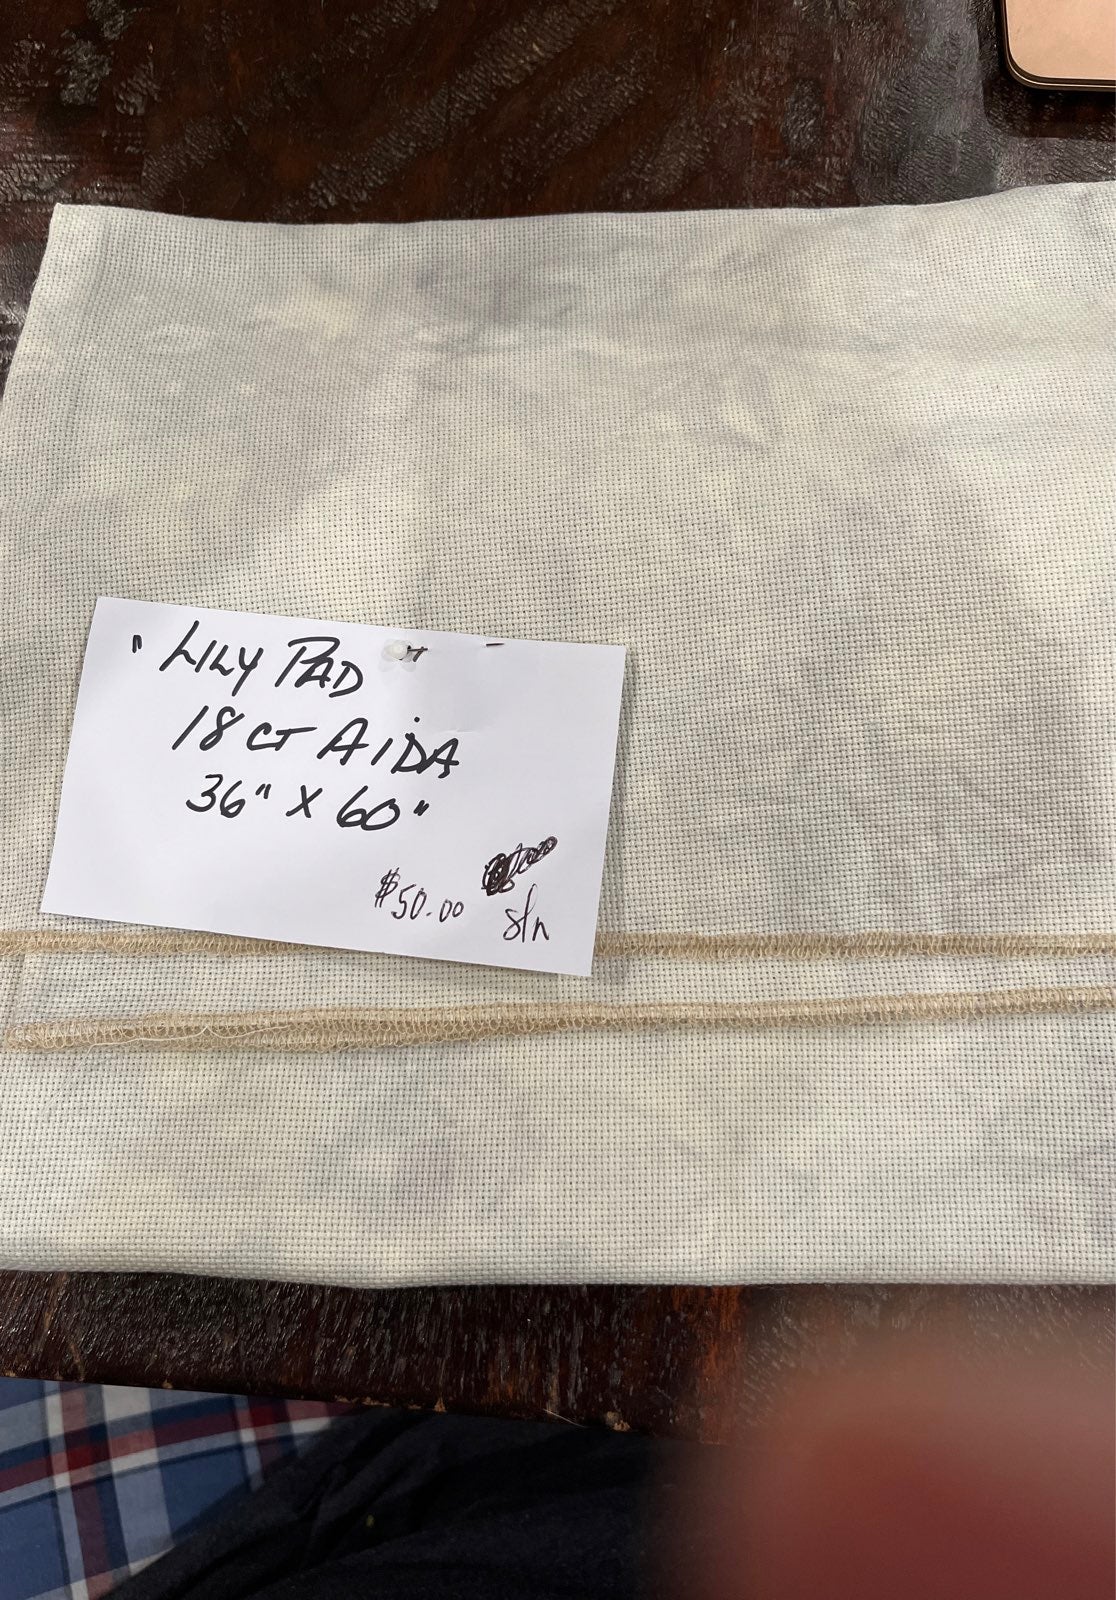 " LILY PAD
18 CT AIDA
36" X 60"
$50.00